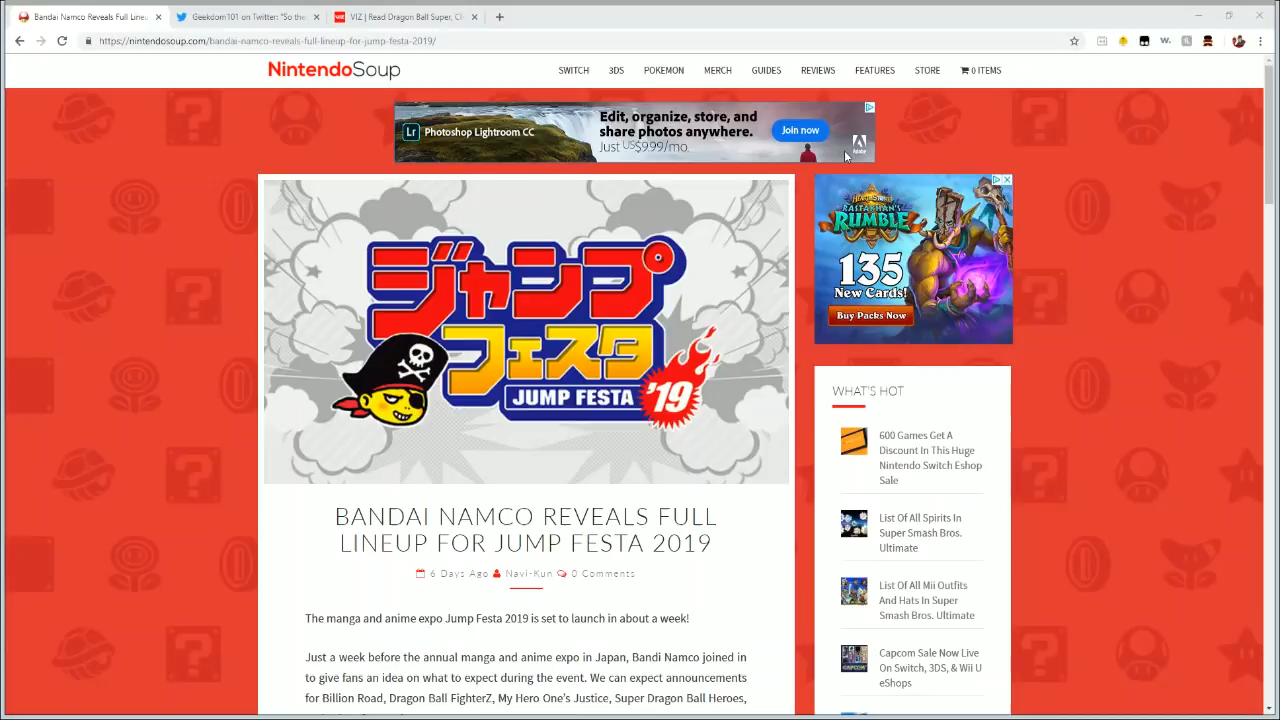 Bandai Namco Reveals Full Line
Geekdom101 on Twitter: "So the
VIZ
VIZ | Read Dragon Ball Super, C
https://nintendosoup.com/bandai-namco-reveals-full-lineup-for-jump-festa-2019/
W.
NintendoSoup
SWITCH 3DS POKEMON MERCH GUIDES REVIEWS FEATURES STORE 0 ITEMS
Lr Photoshop Lightroom CC
Edit, organize, store, and
share photos anywhere.
Just US$9.99/mo.
Join now
Adobe
ジャンプ
フェスタ
JUMP FESTA '19
HEARTHSTONE
RASTAKHAN'S
RUMBLE
135
New Cards!
Buy Packs Now
BANDAI NAMCO REVEALS FULL
LINEUP FOR JUMP FESTA 2019
6 Days Ago Navi-Kun 0 Comments
The manga and anime expo Jump Festa 2019 is set to launch in about a week!
Just a week before the annual manga and anime expo in Japan, Bandi Namco joined in
to give fans an idea on what to expect during the event. We can expect announcements
for Billion Road, Dragon Ball FighterZ, My Hero One's Justice, Super Dragon Ball Heroes,
WHAT'S HOT
600 Games Get A
Discount In This Huge
Nintendo Switch Eshop
Sale
List Of All Spirits In
Super Smash Bros.
Ultimate
List Of All Mii Outfits
And Hats In Super
Smash Bros. Ultimate
CAPCOM
Capcom Sale Now Live
On Switch, 3DS, & Wii U
eShops